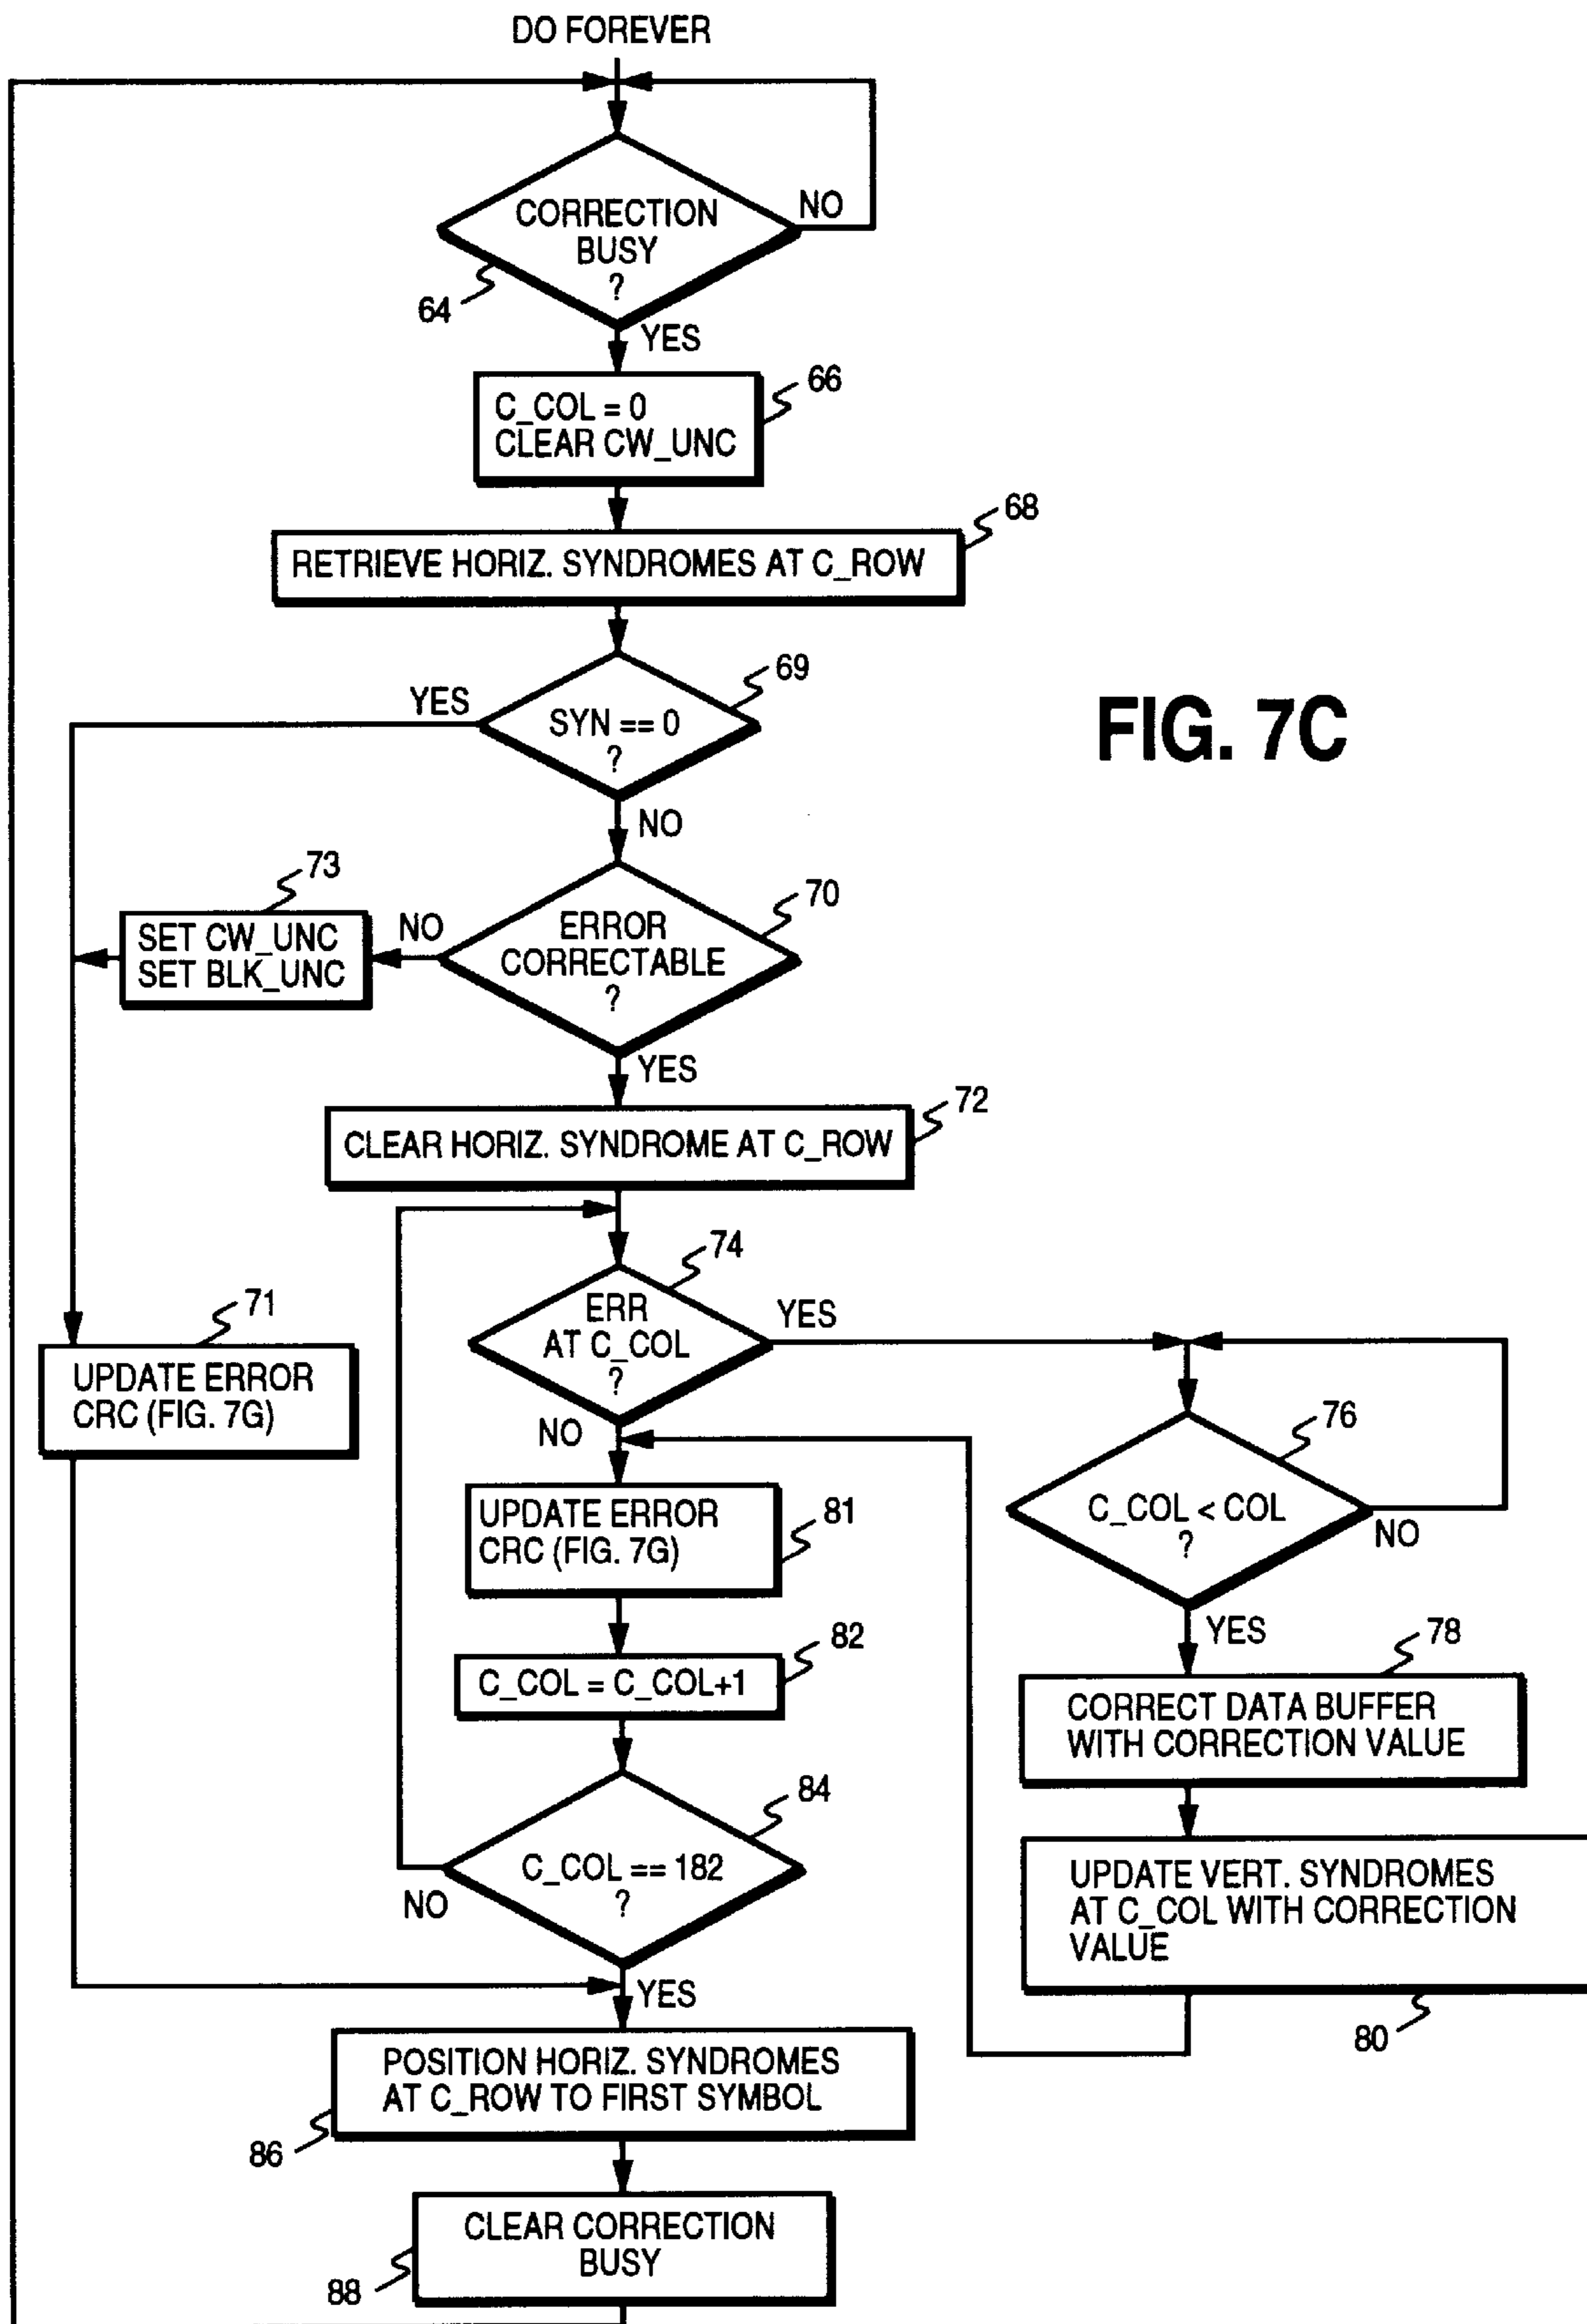 DO FOREVER
CORRECTION
BUSY
?
NO
64
YES
66
C_COL = 0
CLEAR CW_UNC
68
RETRIEVE HORIZ. SYNDROMES AT C_ROW
69
YES
SYN == 0
?
FIG. 7C
NO
73
70
SET CW_UNC
SET BLK_UNC
NO
ERROR
CORRECTABLE
?
YES
72
CLEAR HORIZ. SYNDROME AT C_ROW
74
71
ERR
AT C_COL
?
YES
UPDATE ERROR
CRC (FIG. 7G)
NO
76
C_COL < COL
?
NO
UPDATE ERROR
CRC (FIG. 7G)
81
YES
78
82
C_COL = C_COL+1
CORRECT DATA BUFFER
WITH CORRECTION VALUE
84
C_COL == 182
?
NO
UPDATE VERT. SYNDROMES
AT C_COL WITH CORRECTION
VALUE
YES
80
POSITION HORIZ. SYNDROMES
AT C_ROW TO FIRST SYMBOL
86
CLEAR CORRECTION
BUSY
88